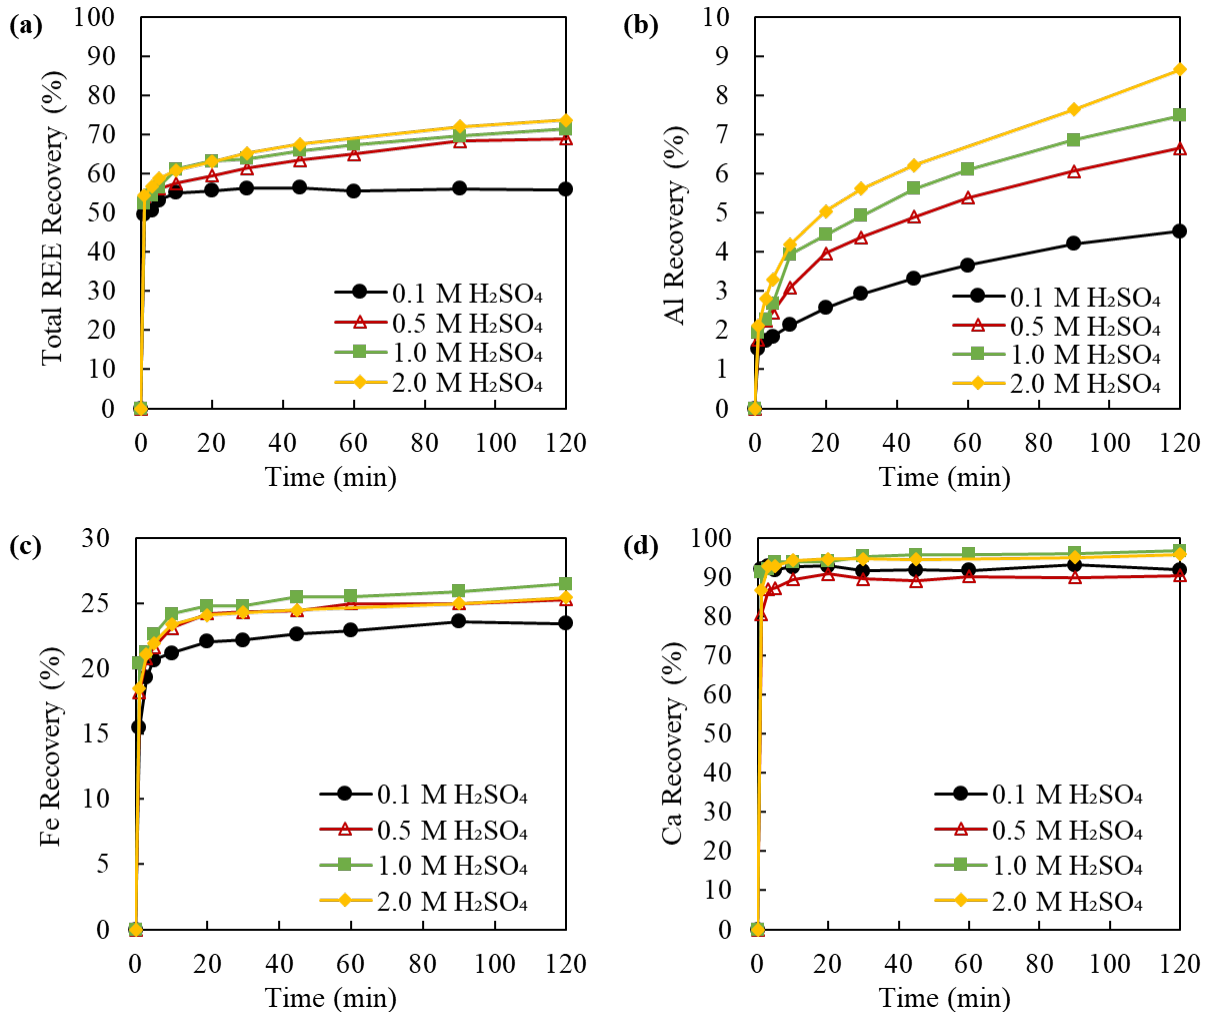 (a)
Total REE Recovery (%)
100
90
80
70
60
50
40
30
20
10
0
0.1 M H₂SO₄
0.5 M H₂SO₄
1.0 M H₂SO₄
2.0 M H₂SO₄
0 20 40 60 80 100 120
Time (min)
(b)
Al Recovery (%)
10
9
8
7
6
5
4
3
2
1
0
0.1 M H₂SO₄
0.5 M H₂SO₄
1.0 M H₂SO₄
2.0 M H₂SO₄
0 20 40 60 80 100 120
Time (min)
(c)
Fe Recovery (%)
30
25
20
15
10
5
0
0.1 M H₂SO₄
0.5 M H₂SO₄
1.0 M H₂SO₄
2.0 M H₂SO₄
0 20 40 60 80 100 120
Time (min)
(d)
Ca Recovery (%)
100
90
80
70
60
50
40
30
20
10
0
0.1 M H₂SO₄
0.5 M H₂SO₄
1.0 M H₂SO₄
2.0 M H₂SO₄
0 20 40 60 80 100 120
Time (min)